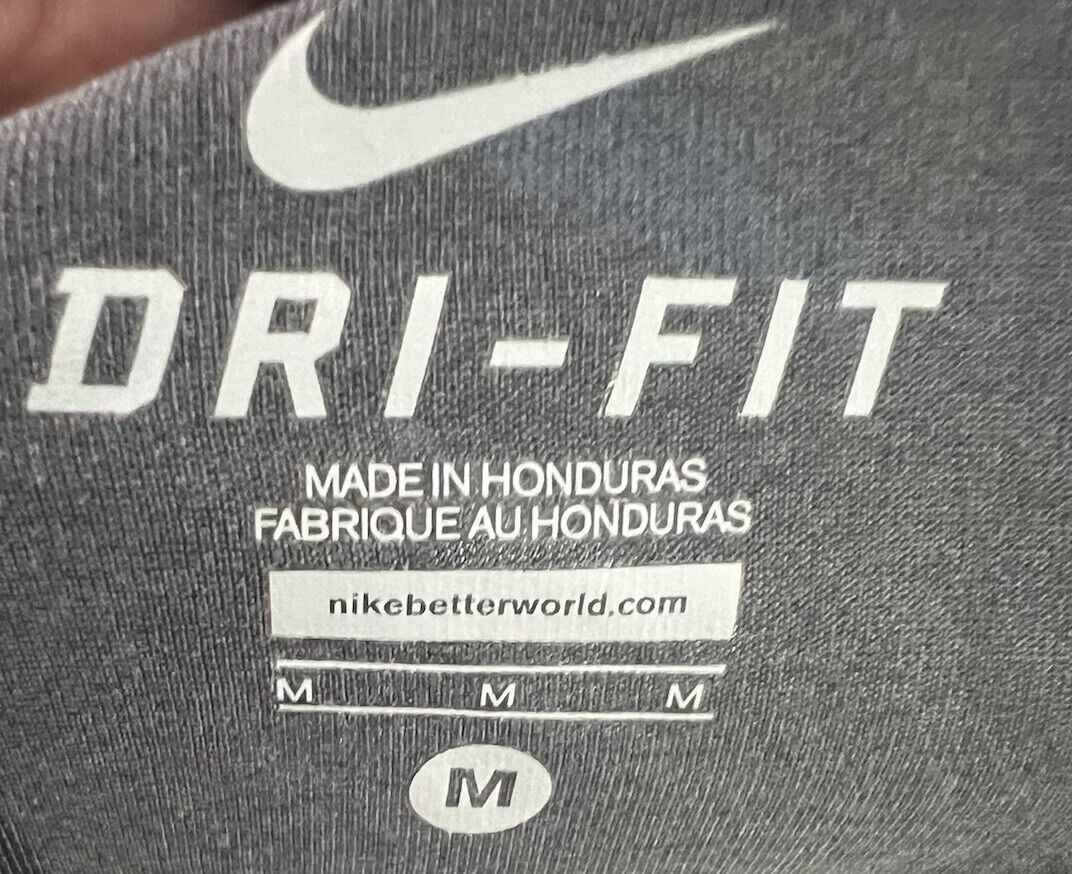 DRI-FIT
MADE IN HONDURAS
FABRIQUE AU HONDURAS
nikebetterworld.com
M M M
M